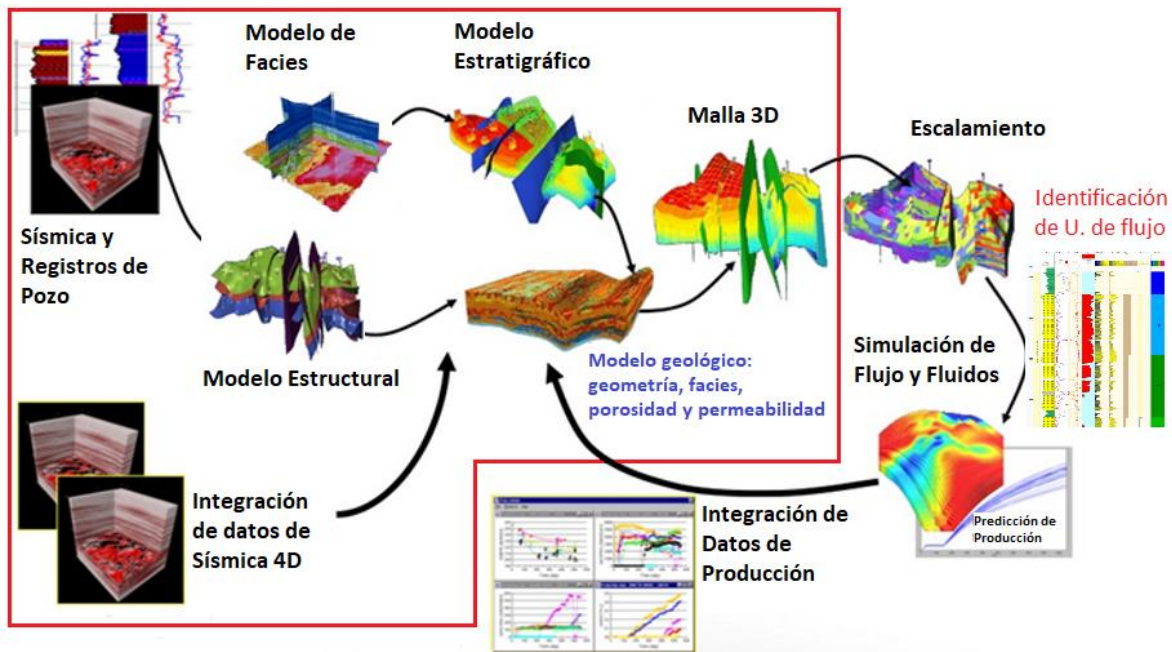 Modelo de
Facies
Modelo
Estratigráfico
Malla 3D
Escalamiento
Identificación
de U. de flujo
Sísmica y
Registros de
Pozo
Modelo Estructural
Modelo geológico:
geometría, facies,
porosidad y permeabilidad
Simulación de
Flujo y Fluidos
Integración
de datos de
Sísmica 4D
Integración de
Datos de
Producción
Predicción de
Producción